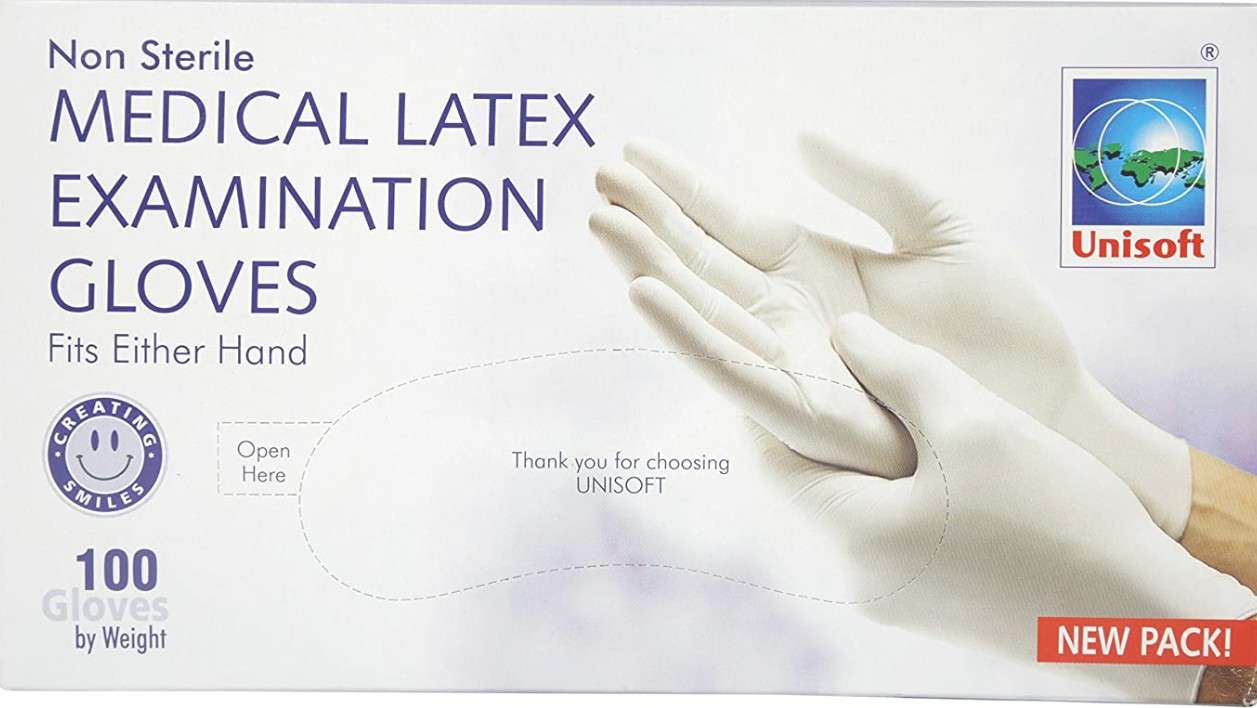 Non Sterile
MEDICAL LATEX
EXAMINATION
GLOVES
Fits Either Hand
®
Unisoft
CREATING
SMILES
Open
Here
Thank you for choosing
UNISOFT
100
Gloves
by Weight
NEW PACK!